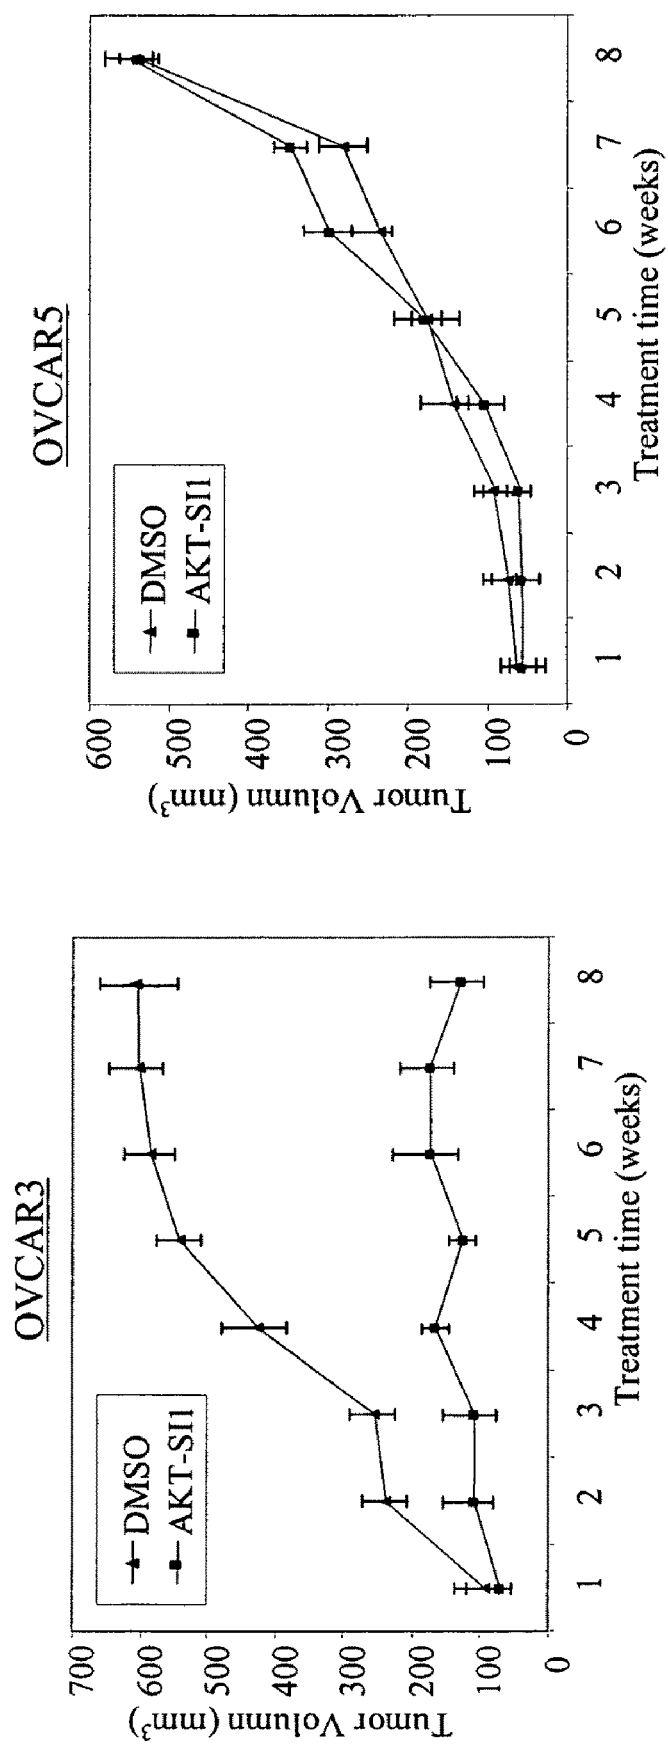 OVCAR3
DMSO
AKT-SI1
700
600
500
400
300
200
100
0
Tumor Volumn (mm³)
1 2 3 4 5 6 7 8
Treatment time (weeks)
OVCAR5
DMSO
AKT-SI1
600
500
400
300
200
100
0
Tumor Volumn (mm³)
1 2 3 4 5 6 7 8
Treatment time (weeks)